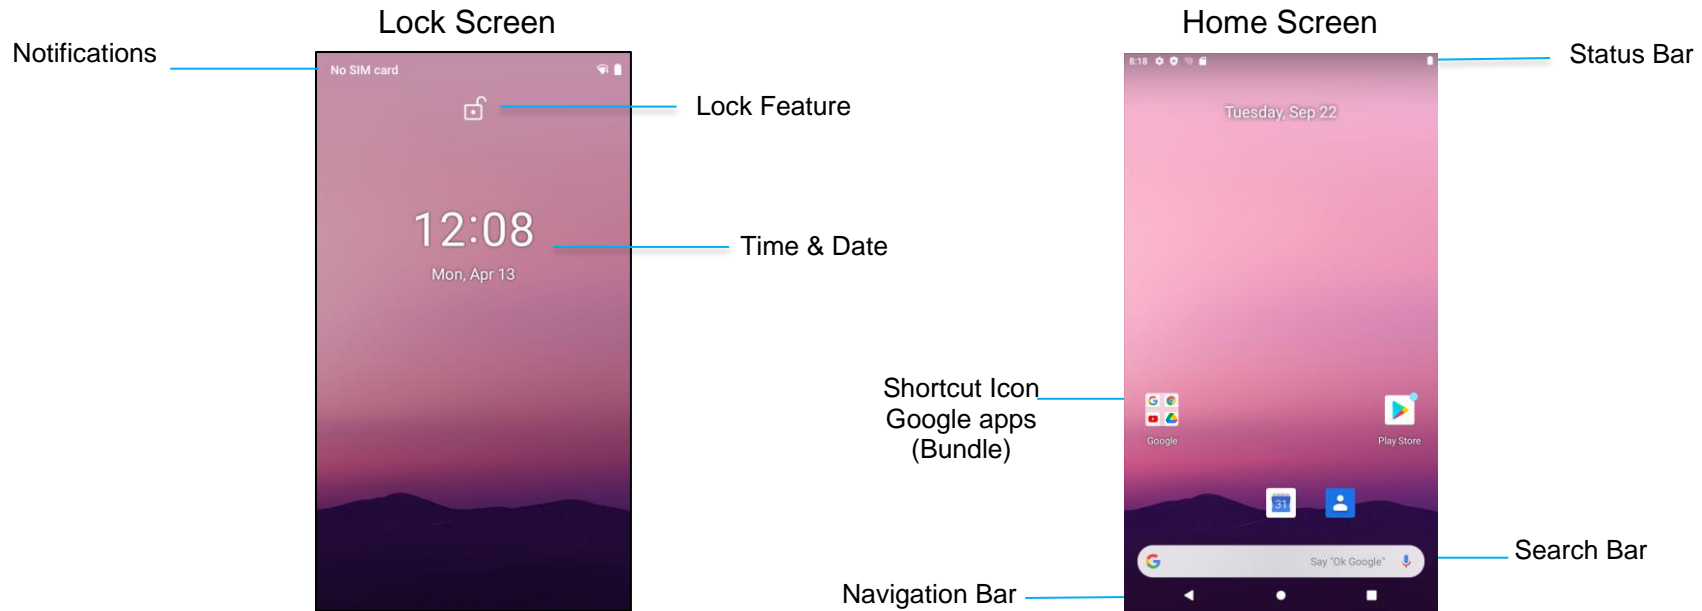 Lock Screen
Notifications
No SIM card
Lock Feature
12:08
Time & Date
Mon, Apr 13
Home Screen
8:18
Status Bar
Tuesday, Sep 22
Shortcut Icon
Google apps
(Bundle)
Google
Play Store
31
Say "Ok Google"
Search Bar
Navigation Bar